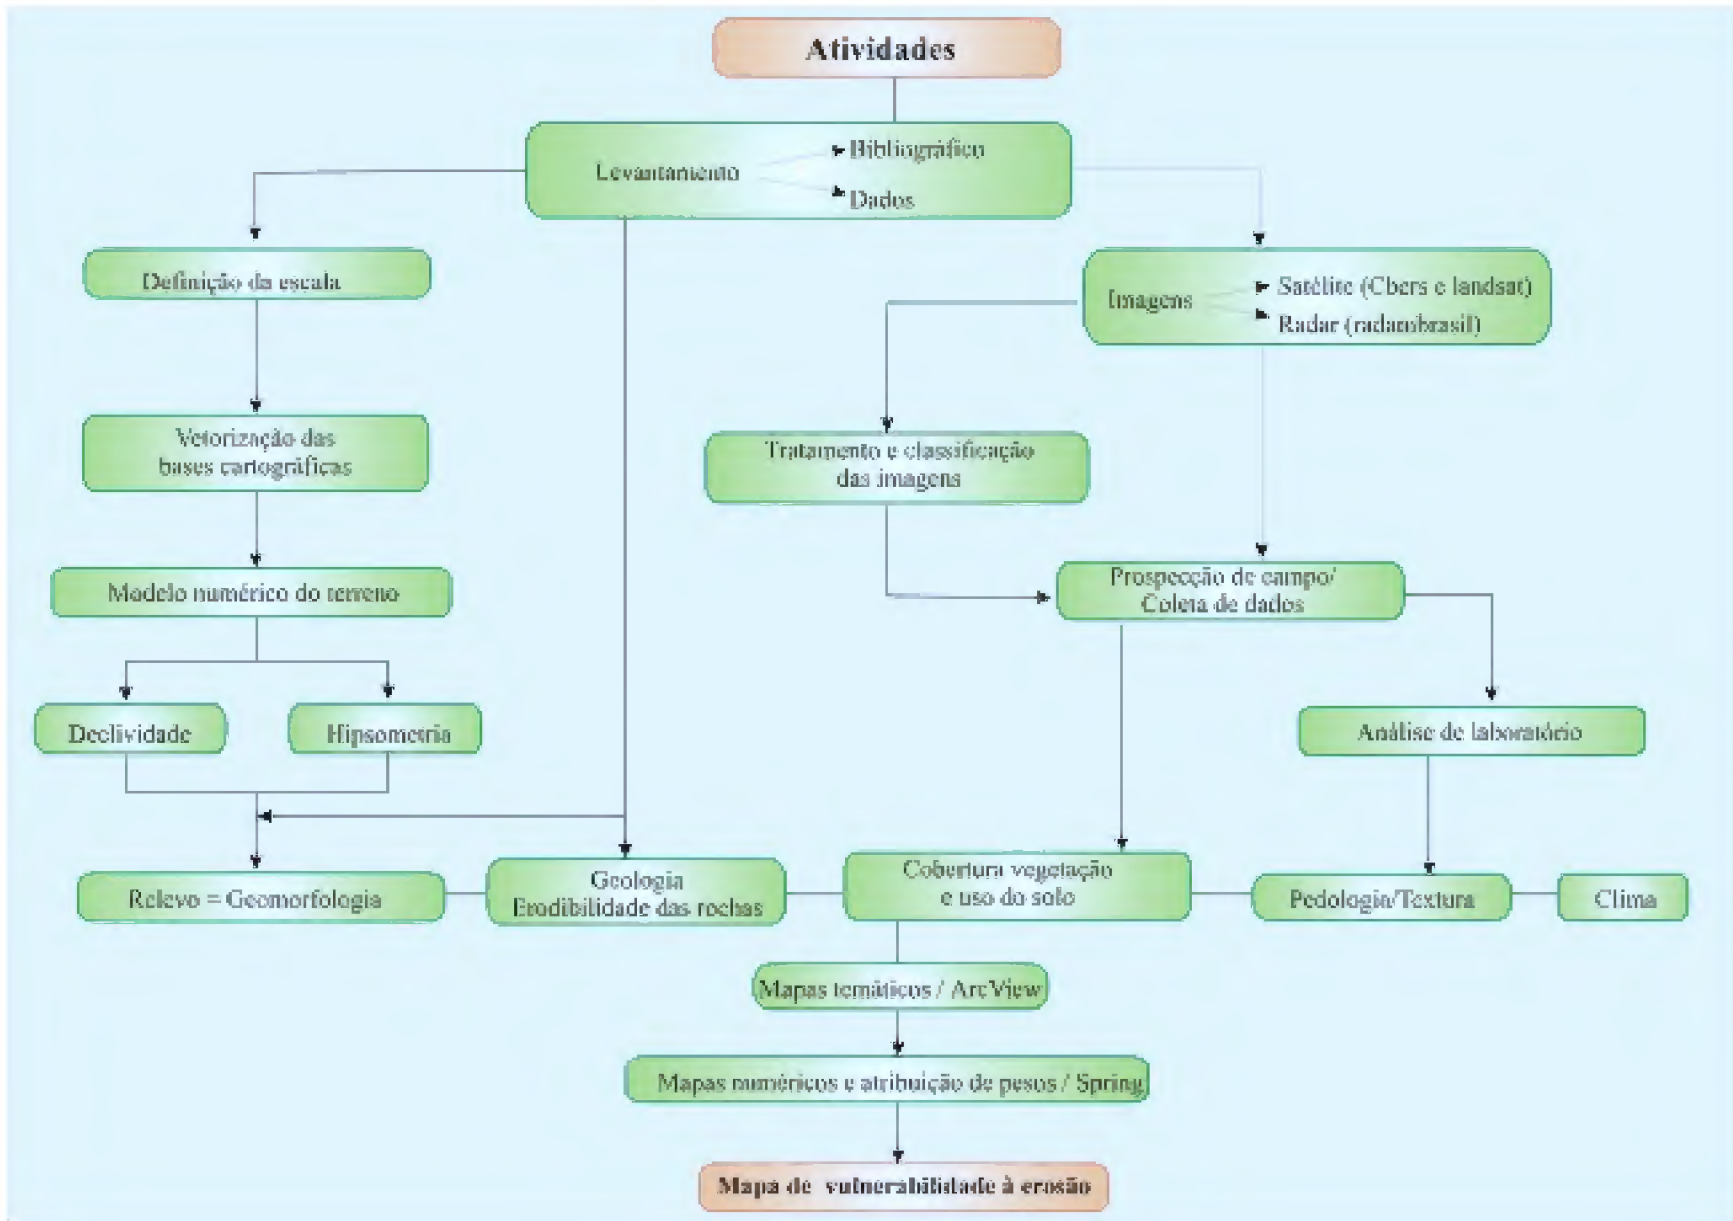 Atividades
Levantamento
Bibliográfico
Dados
Definição da escala
Imagens
Satélite (Cbers e landsat)
Radar (radambrasil)
Vetorização das
bases cartográficas
Tratamento e classificação
das imagens
Modelo numérico do terreno
Prospecção de campo/
Coleta de dados
Declividade
Hipsometria
Análise de laboratório
Relevo = Geomorfologia
Geologia
Erodibilidade das rochas
Cobertura vegetação
e uso do solo
Pedologia/Textura
Clima
Mapas temáticos / ArcView
Mapas numéricos e atribuição de pesos / Spring
Mapa de vulnerabilidade à erosão